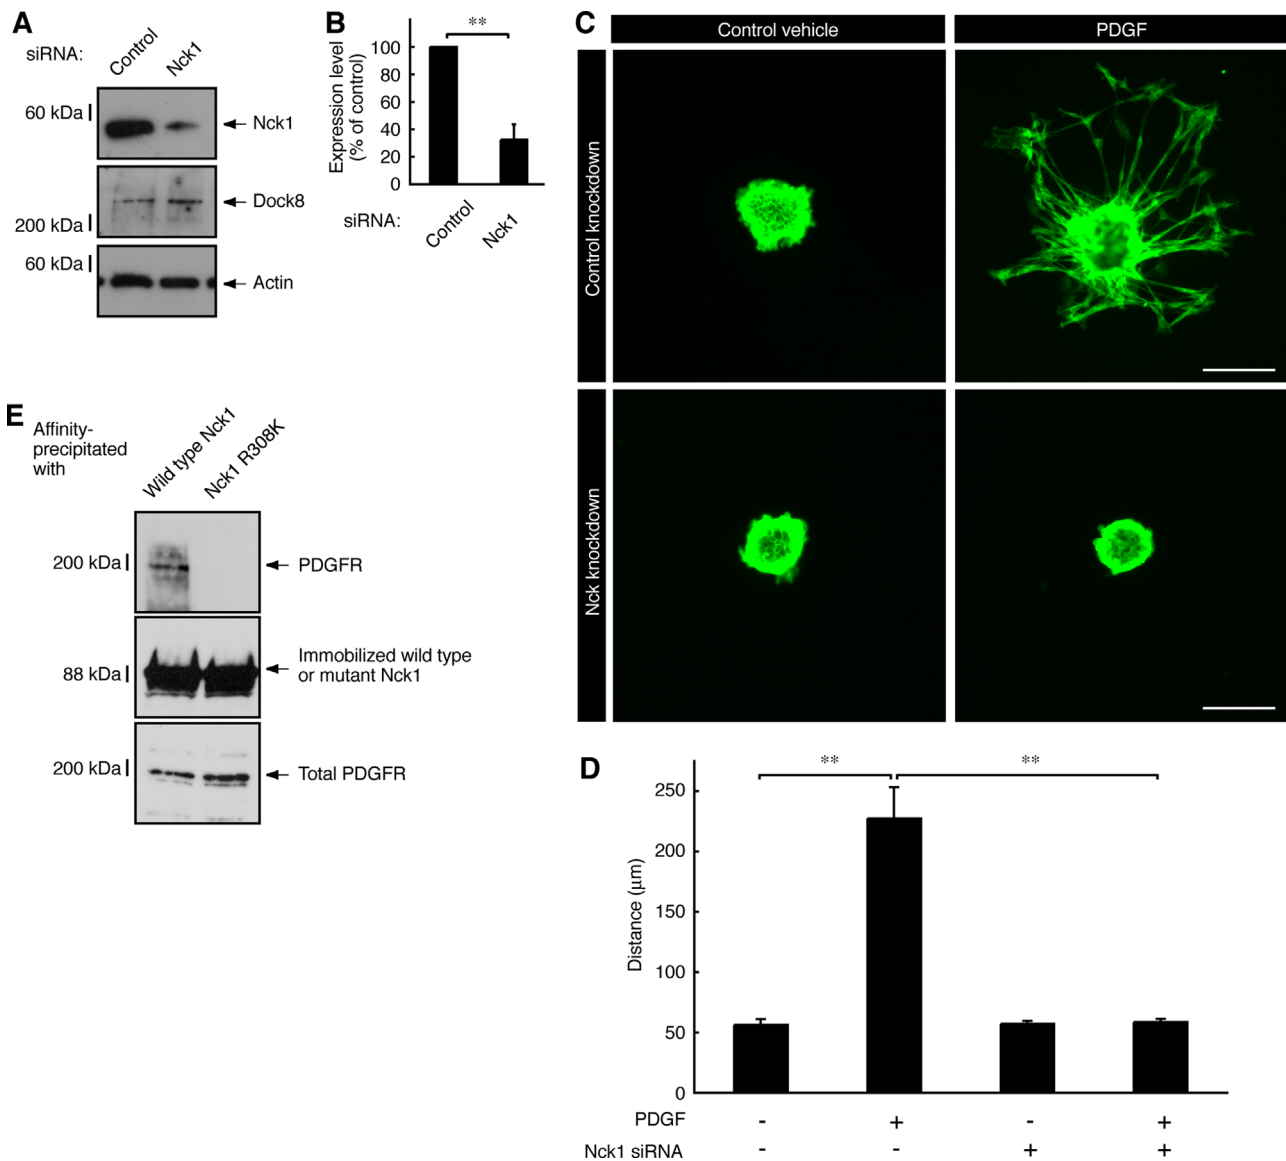 A
siRNA:
Control
Nck1
60 kDa
Nck1
Dock8
200 kDa
60 kDa
Actin
B
**
Expression level
(% of control)
100
80
60
40
20
0
siRNA:
Control
Nck1
C
Control vehicle
PDGF
Control knockdown
Nck knockdown
E
Affinity-
precipitated
with
Wild type Nck1
Nck1 R308K
200 kDa
PDGFR
88 kDa
Immobilized wild type
or mutant Nck1
200 kDa
Total PDGFR
D
** **
Distance (µm)
250
200
150
100
50
0
PDGF - + - +
Nck1 siRNA - - + +